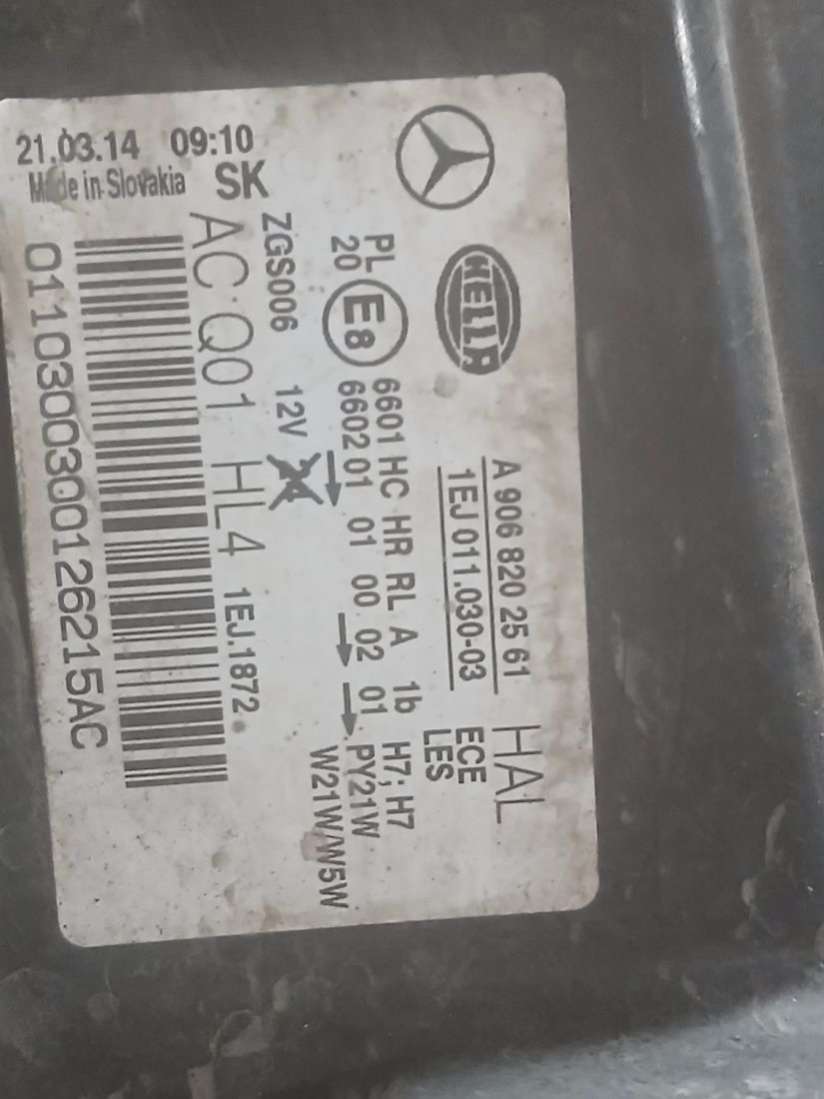 21.03.14 09:10
Made in Slovakia SK
HELLA
A 906 820 25 61 HAL
1EJ 011.030-03 ECE
LES
PL E8 6601 HC HR RL A 1b H7; H7
20 6602 01 01 00 02 01 PY21W
W21W/W5W
ZGS006 12V
AC Q01 HL4 1EJ.1872
0110300300126215AC